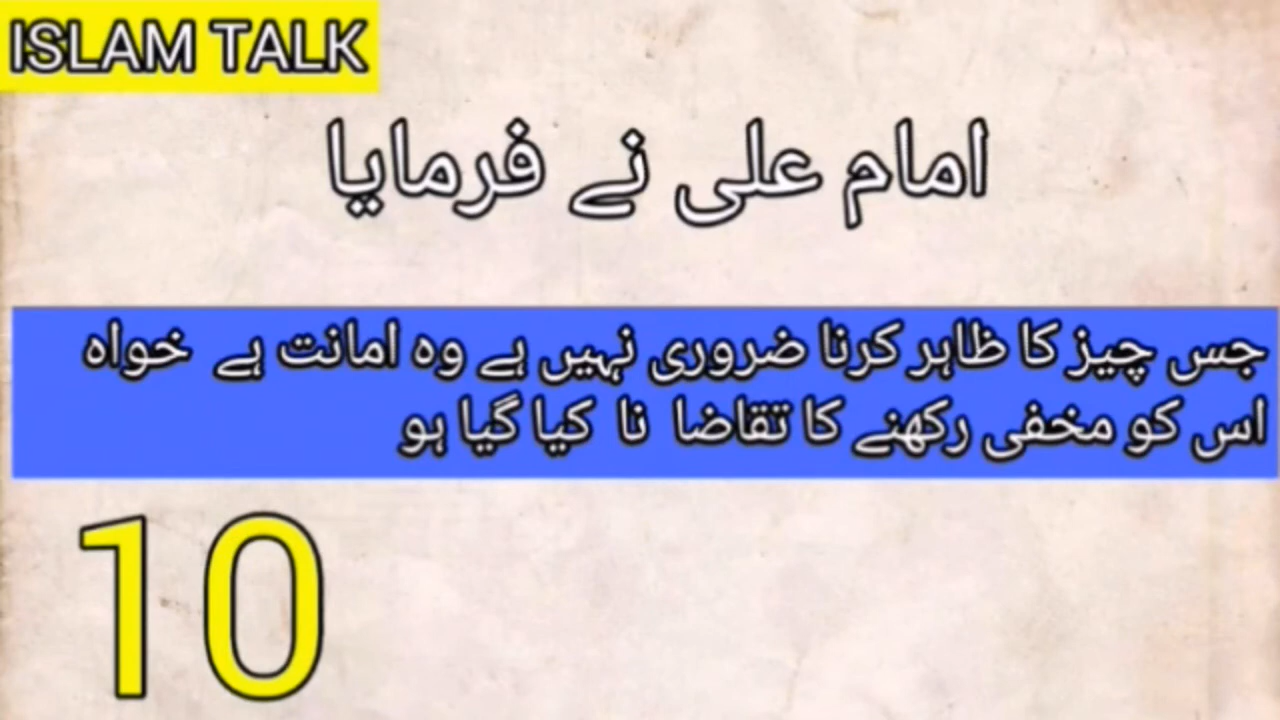 ISLAM TALK
امام علی نے فرمایا
جس چیز کا ظاہر کرنا ضروری نہیں ہے وہ امانت ہے خواہ
اس کو مخفی رکھنے کا تقاضا نا کیا گیا ہو
10